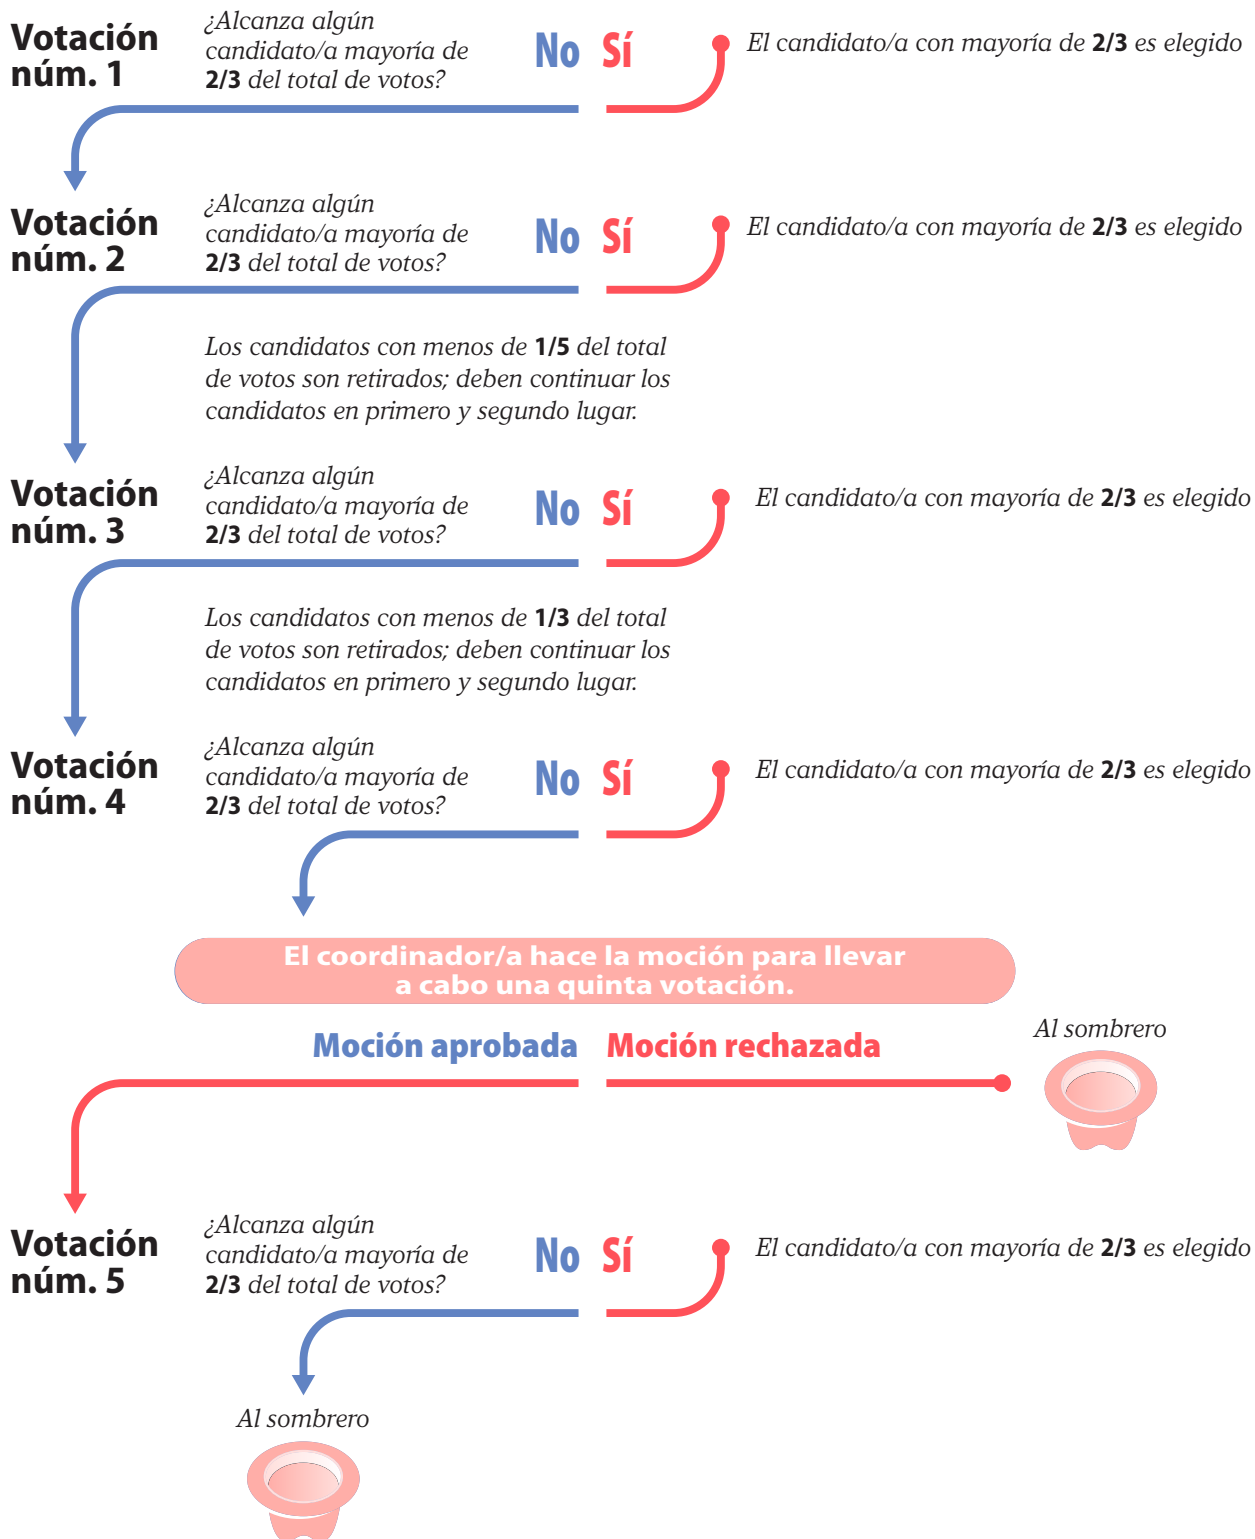 Votación
núm. 1
¿Alcanza algún
candidato/a mayoría de
2/3 del total de votos?
No Sí
El candidato/a con mayoría de 2/3 es elegido
Votación
núm. 2
¿Alcanza algún
candidato/a mayoría de
2/3 del total de votos?
No Sí
El candidato/a con mayoría de 2/3 es elegido
Los candidatos con menos de 1/5 del total
de votos son retirados; deben continuar los
candidatos en primero y segundo lugar.
Votación
núm. 3
¿Alcanza algún
candidato/a mayoría de
2/3 del total de votos?
No Sí
El candidato/a con mayoría de 2/3 es elegido
Los candidatos con menos de 1/3 del total
de votos son retirados; deben continuar los
candidatos en primero y segundo lugar.
Votación
núm. 4
¿Alcanza algún
candidato/a mayoría de
2/3 del total de votos?
No Sí
El candidato/a con mayoría de 2/3 es elegido
El coordinador/a hace la moción para llevar
a cabo una quinta votación.
Moción aprobada Moción rechazada
Al sombrero
Votación
núm. 5
¿Alcanza algún
candidato/a mayoría de
2/3 del total de votos?
No Sí
El candidato/a con mayoría de 2/3 es elegido
Al sombrero